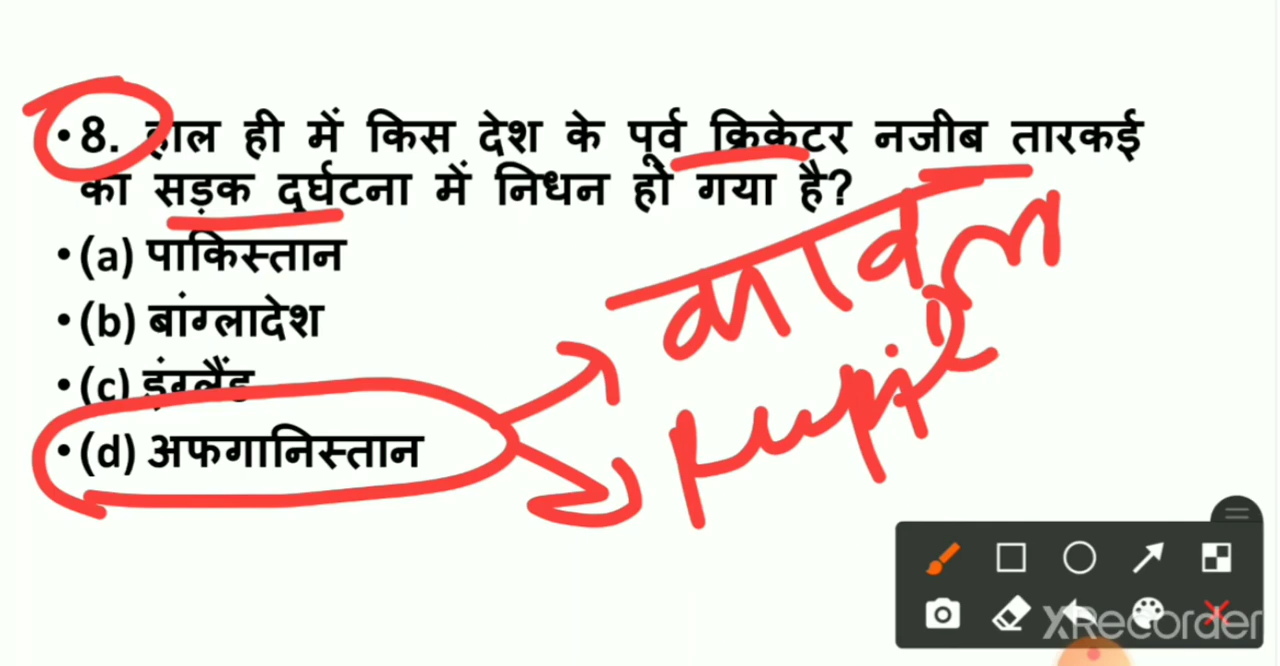 •8. हाल ही में किस देश के पूर्व क्रिकेटर नजीब तारकई
का सड़क दुर्घटना में निधन हो गया है?
•(a) पाकिस्तान
•(b) बांग्लादेश
•(c) इंग्लैंड
•(d) अफगानिस्तान
काबुल
XRecorder